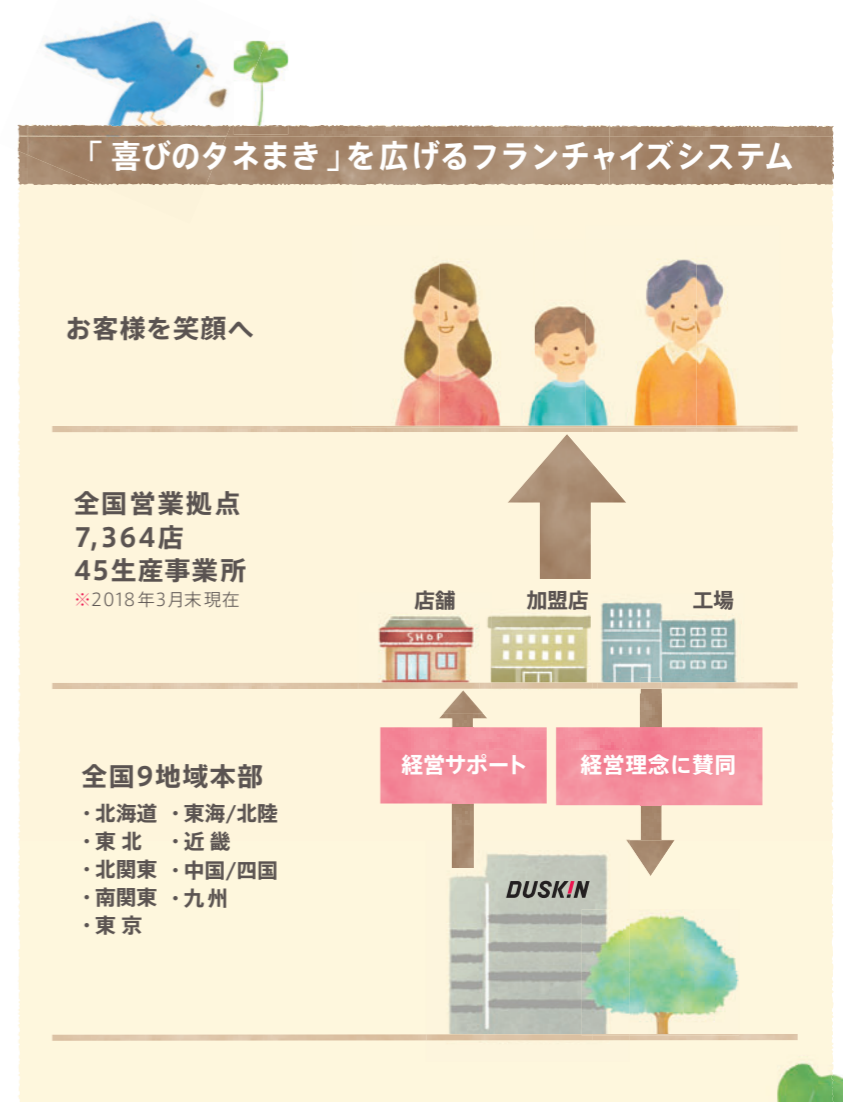 「 喜びのタネまき 」を広げるフランチャイズシステム
お客様を笑顔へ
全国営業拠点
7,364店
45生産事業所
※2018年3月末現在
店舗 加盟店 工場
SHOP
経営サポート 経営理念に賛同
全国9地域本部
・北海道 ・東海/北陸
・東 北 ・近 畿
・北関東 ・中国/四国
・南関東 ・九 州
・東 京
DUSK!N